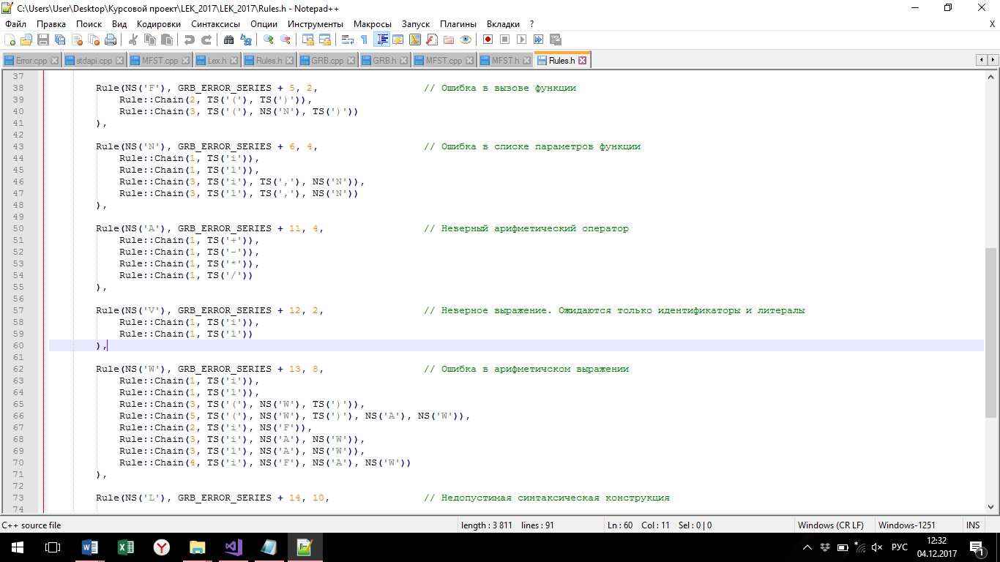 C:\Users\User\Desktop\Курсовой проект\LEK_2017\LEK_2017\Rules.h - Notepad++
Файл Правка Поиск Вид Кодировки Синтаксисы Опции Инструменты Макросы Запуск Плагины Вкладки ? X
Error.cpp stdapi.cpp MFST.cpp Lex.h Rules.h GRB.cpp GRB.h MFST.cpp MFST.h Rules.h
37
38 Rule(NS('F'), GRB_ERROR_SERIES + 5, 2, // Ошибка в вызове функции
39 Rule::Chain(2, TS('('), TS(')')),
40 Rule::Chain(3, TS('('), NS('N'), TS(')'))
41 ),
42
43 Rule(NS('N'), GRB_ERROR_SERIES + 6, 4, // Ошибка в списке параметров функции
44 Rule::Chain(1, TS('i')),
45 Rule::Chain(1, TS('l')),
46 Rule::Chain(3, TS('i'), TS(','), NS('N')),
47 Rule::Chain(3, TS('l'), TS(','), NS('N'))
48 ),
49
50 Rule(NS('A'), GRB_ERROR_SERIES + 11, 4, // Неверный арифметический оператор
51 Rule::Chain(1, TS('+')),
52 Rule::Chain(1, TS('-')),
53 Rule::Chain(1, TS('*')),
54 Rule::Chain(1, TS('/'))
55 ),
56
57 Rule(NS('V'), GRB_ERROR_SERIES + 12, 2, // Неверное выражение. Ожидаются только идентификаторы и литералы
58 Rule::Chain(1, TS('i')),
59 Rule::Chain(1, TS('l'))
60 ),
61
62 Rule(NS('W'), GRB_ERROR_SERIES + 13, 8, // Ошибка в арифметичском выражении
63 Rule::Chain(1, TS('i')),
64 Rule::Chain(1, TS('l')),
65 Rule::Chain(3, TS('('), NS('W'), TS(')')),
66 Rule::Chain(5, TS('('), NS('W'), TS(')'), NS('A'), NS('W')),
67 Rule::Chain(2, TS('i'), NS('F')),
68 Rule::Chain(3, TS('i'), NS('A'), NS('W')),
69 Rule::Chain(3, TS('l'), NS('A'), NS('W')),
70 Rule::Chain(4, TS('i'), NS('F'), NS('A'), NS('W'))
71 ),
72
73 Rule(NS('L'), GRB_ERROR_SERIES + 14, 10, // Недопустимая синтаксическая конструкция
74
C++ source file length : 3 811 lines : 91 Ln : 60 Col : 11 Sel : 0 | 0 Windows (CR LF) Windows-1251 INS
РУС 12:32
04.12.2017 1